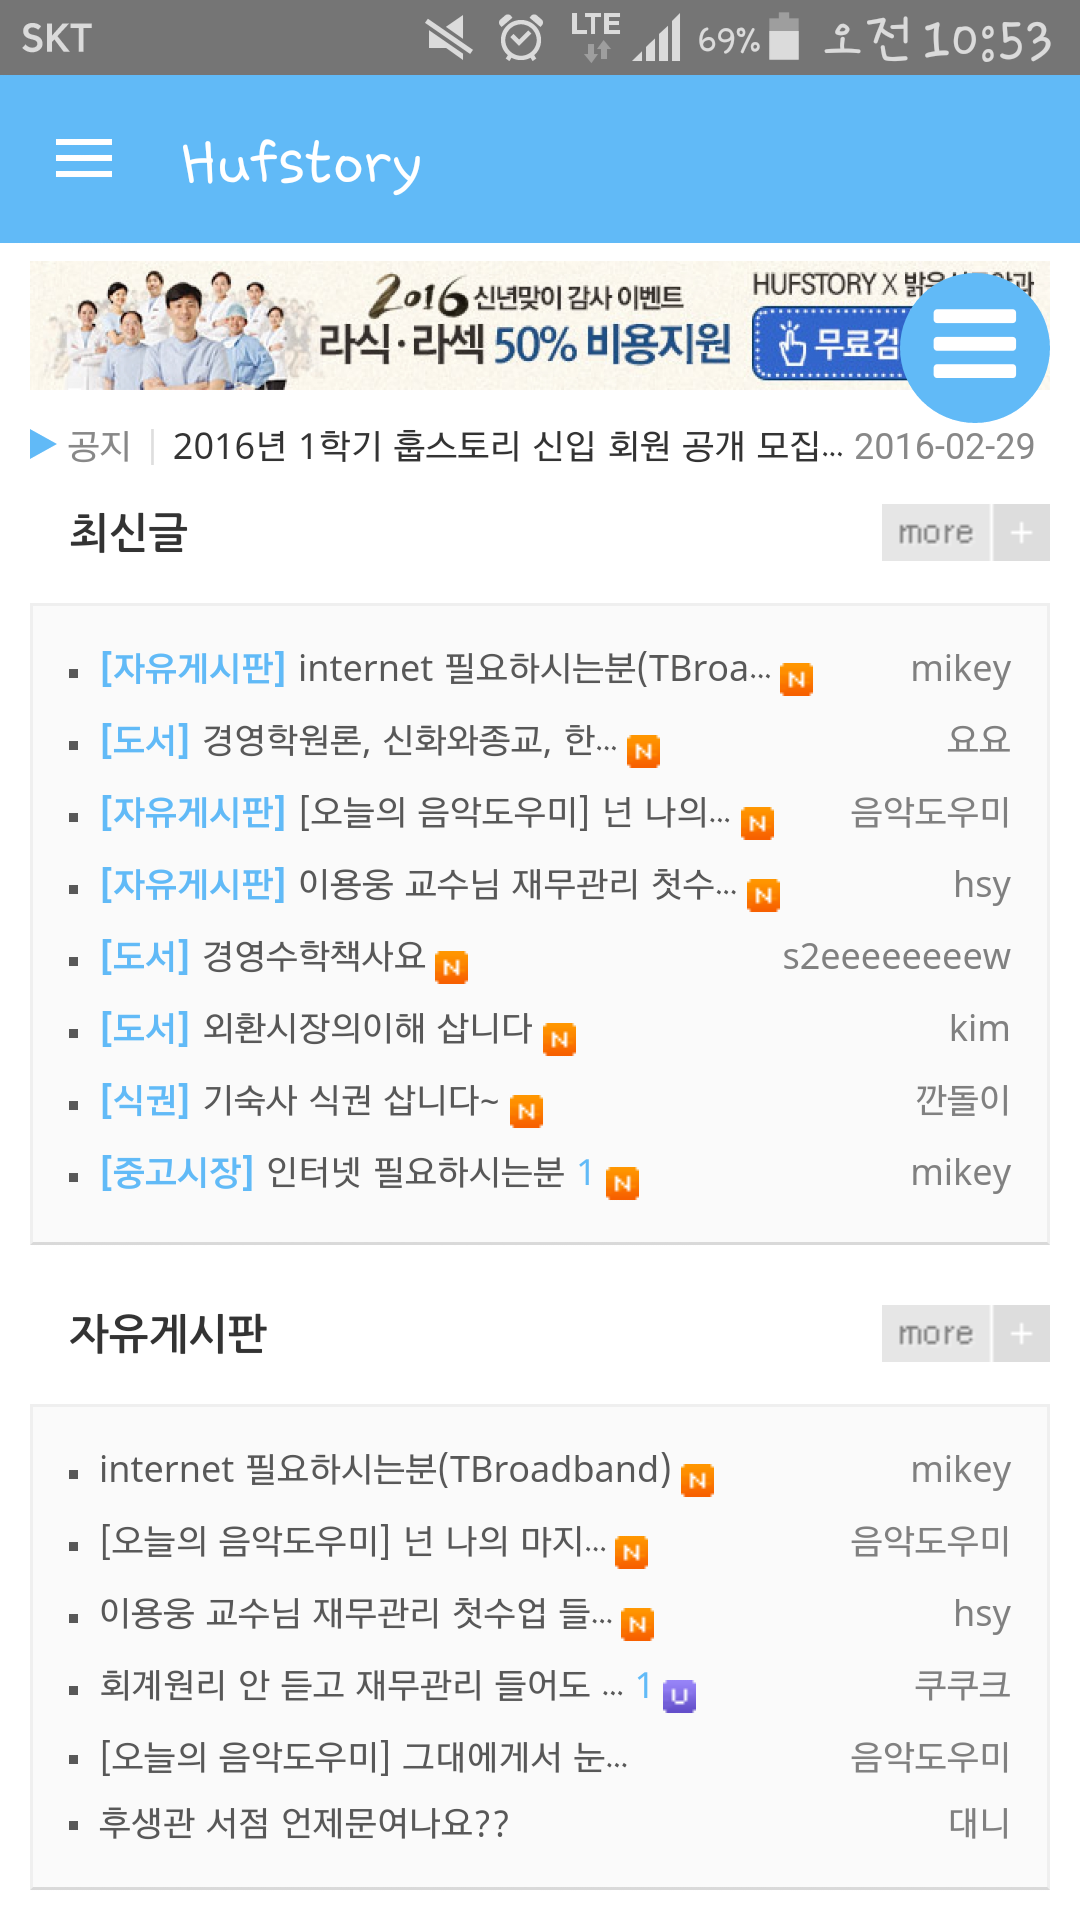 SKT LTE 69% 오전 10:53
Hufstory
2016 신년맞이 감사 이벤트
라식·라섹 50% 비용지원
HUFSTORY X
무료검
공지 2016년 1학기 훕스토리 신입 회원 공개 모집... 2016-02-29
최신글 more +
[자유게시판] internet 필요하시는분(TBroa... N mikey
[도서] 경영학원론, 신화와종교, 한... N 요요
[자유게시판] [오늘의 음악도우미] 넌 나의... N 음악도우미
[자유게시판] 이용웅 교수님 재무관리 첫수... N hsy
[도서] 경영수학책사요 N s2eeeeeeeew
[도서] 외환시장의이해 삽니다 N kim
[식권] 기숙사 식권 삽니다~ N 깐돌이
[중고시장] 인터넷 필요하시는분 1 N mikey
자유게시판 more +
internet 필요하시는분(TBroadband) N mikey
[오늘의 음악도우미] 넌 나의 마지... N 음악도우미
이용웅 교수님 재무관리 첫수업 들... N hsy
회계원리 안 듣고 재무관리 들어도 ... 1 U 쿠쿠크
[오늘의 음악도우미] 그대에게서 눈... 음악도우미
후생관 서점 언제문여나요?? 대니